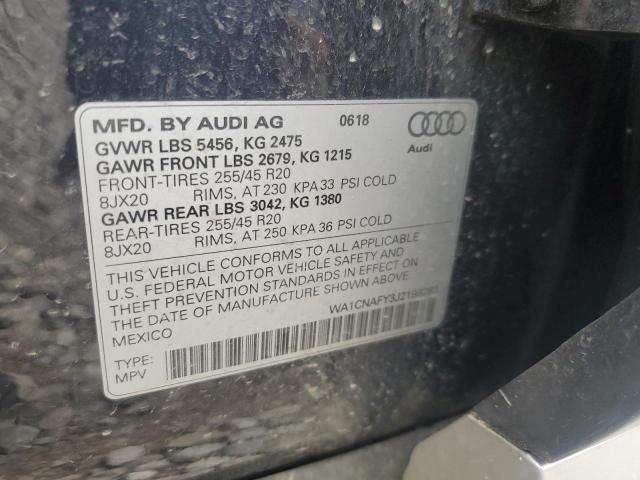 MFD. BY AUDI AG 0618
GVWR LBS 5456, KG 2475
GAWR FRONT LBS 2679, KG 1215
FRONT-TIRES 255/45 R20
8JX20 RIMS, AT 230 KPA 33 PSI COLD
GAWR REAR LBS 3042, KG 1380
REAR-TIRES 255/45 R20
8JX20 RIMS, AT 250 KPA 36 PSI COLD
Audi
THIS VEHICLE CONFORMS TO ALL APPLICABLE
U.S. FEDERAL MOTOR VEHICLE SAFETY AND
THEFT PREVENTION STANDARDS IN EFFECT ON
THE DATE OF MANUFACTURE SHOWN ABOVE.
MEXICO
TYPE:
MPV